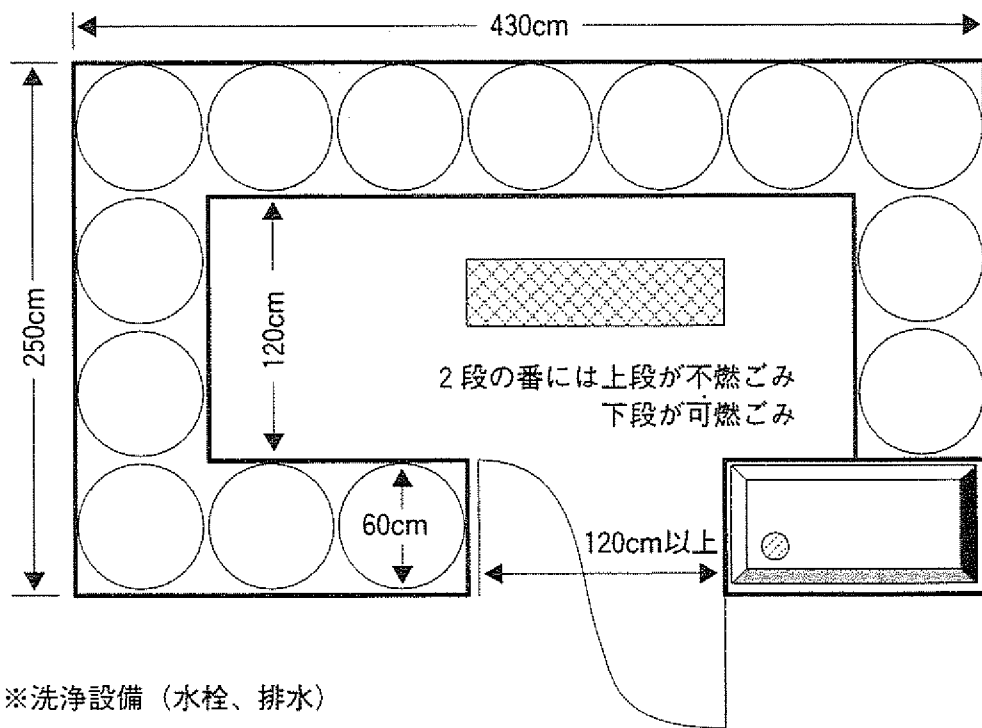 430cm
250cm
120cm
2段の番には上段が不燃ごみ
下段が可燃ごみ
60cm
120cm以上
※洗浄設備（水栓、排水）